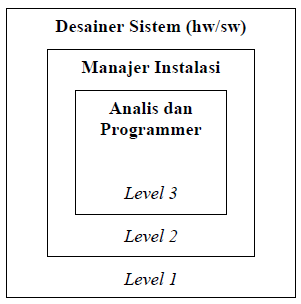 Desainer Sistem (hw/sw)
Manajer Instalasi
Analis dan
Programmer
Level 3
Level 2
Level 1